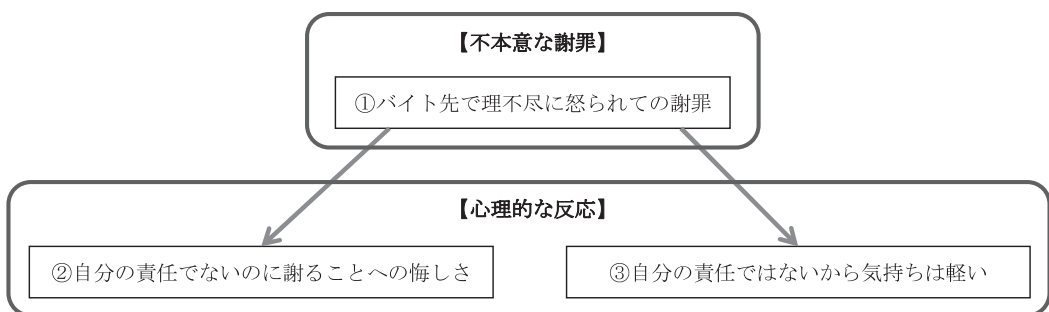 【不本意な謝罪】
①バイト先で理不尽に怒られての謝罪
【心理的な反応】
②自分の責任でないのに謝ることへの悔しさ
③自分の責任ではないから気持ちは軽い